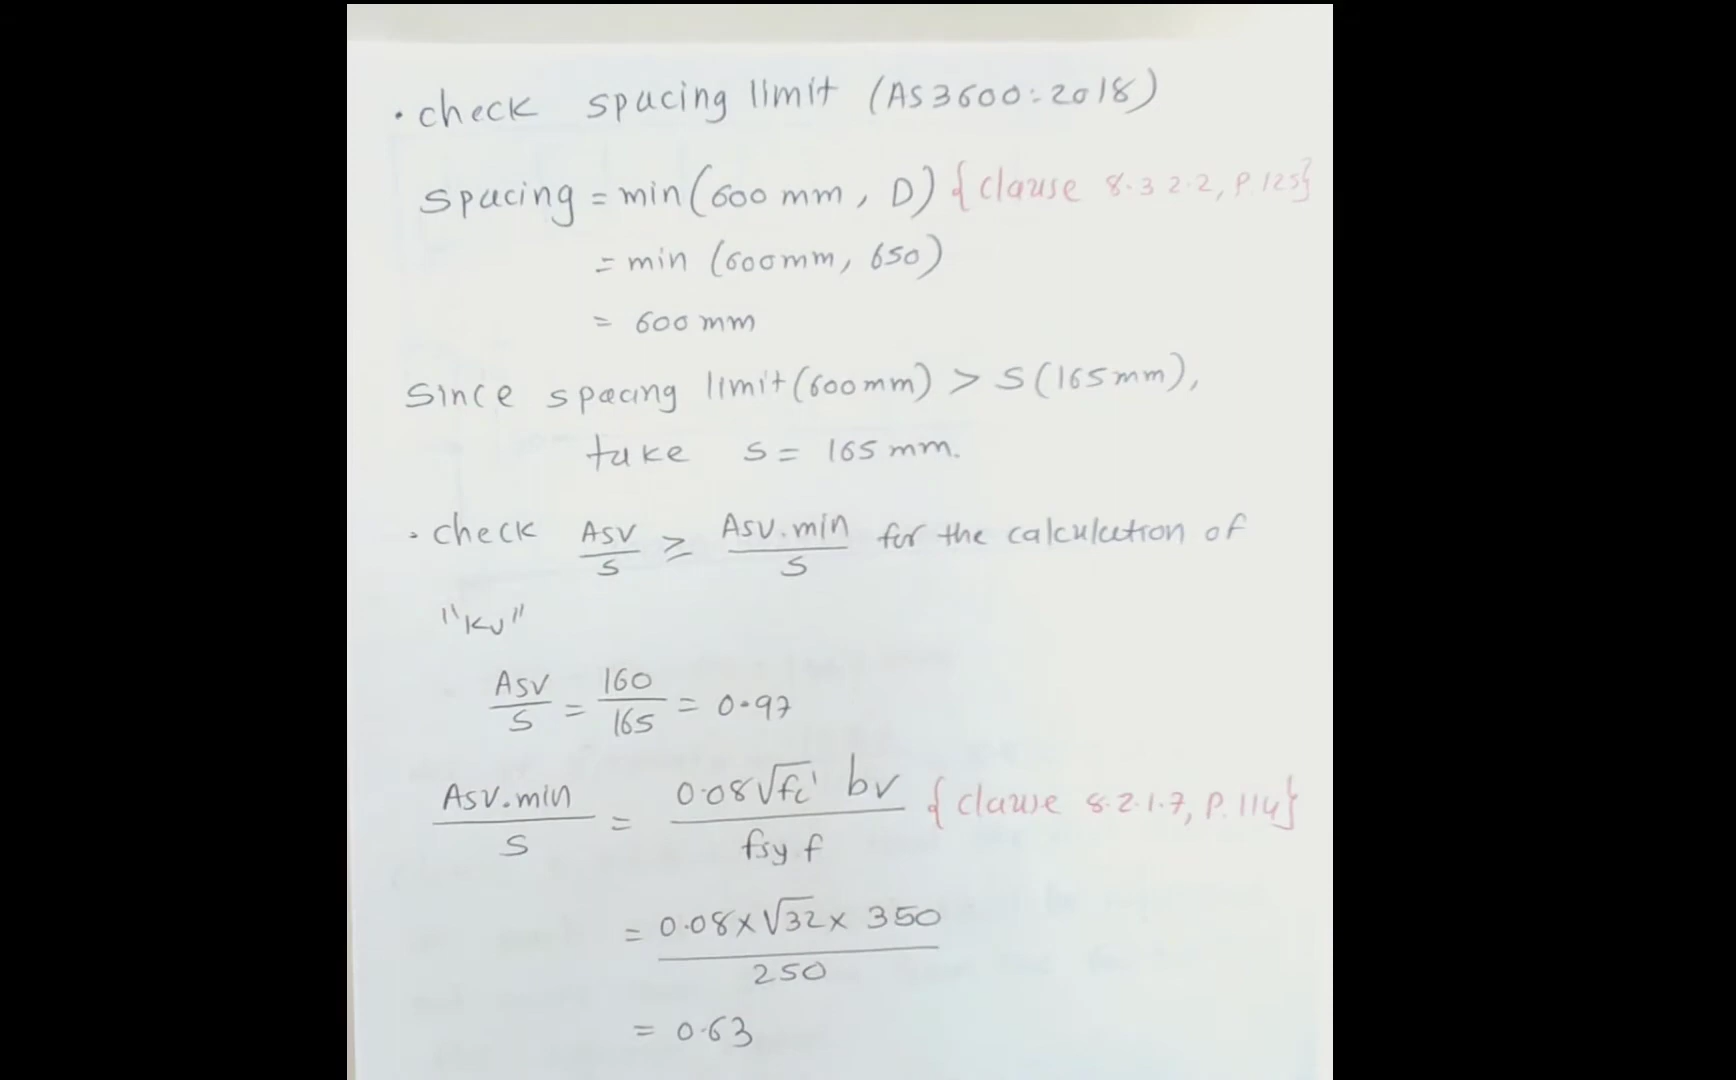 • check spacing limit (AS3600:2018)
spacing = min(600 mm, D) {clause 8.3 2.2, P.125}
= min (600mm, 650)
= 600 mm
Since spacing limit(600mm) > S(165mm),
take S = 165 mm.
• check Asv/S ≥ Asv.min/S for the calculation of
"Kv"
Asv/S = 160/165 = 0.97
Asv.min/S = 0.08√fc' bv / fsy f {clause 8.2.1.7, P.114}
= 0.08×√32× 350 / 250
= 0.63